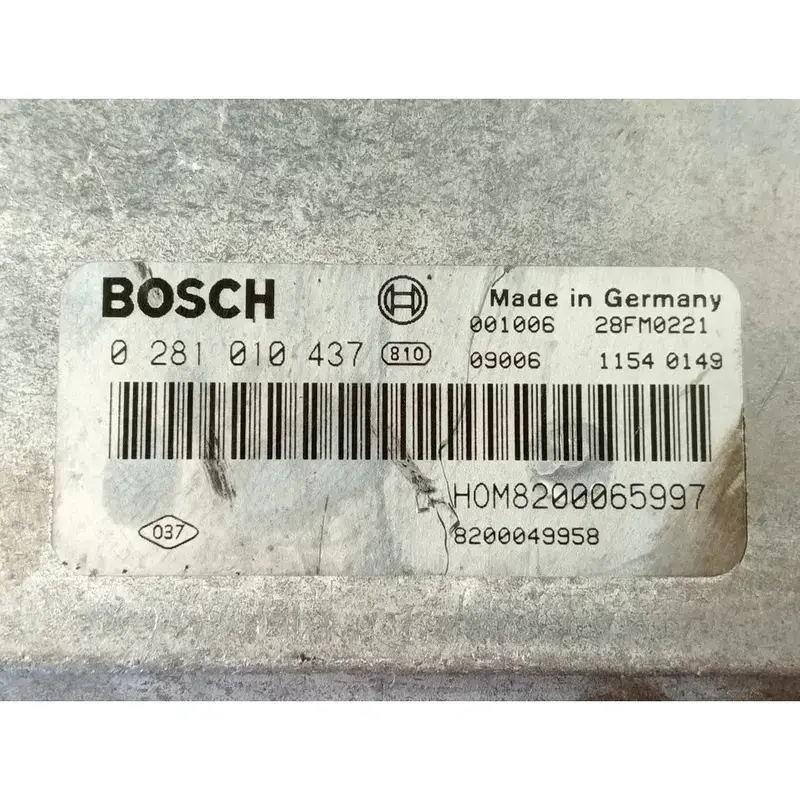 BOSCH
Made in Germany
001006 28FM0221
0 281 010 437 810
09006 1154 0149
HOM8200065997
037
8200049958